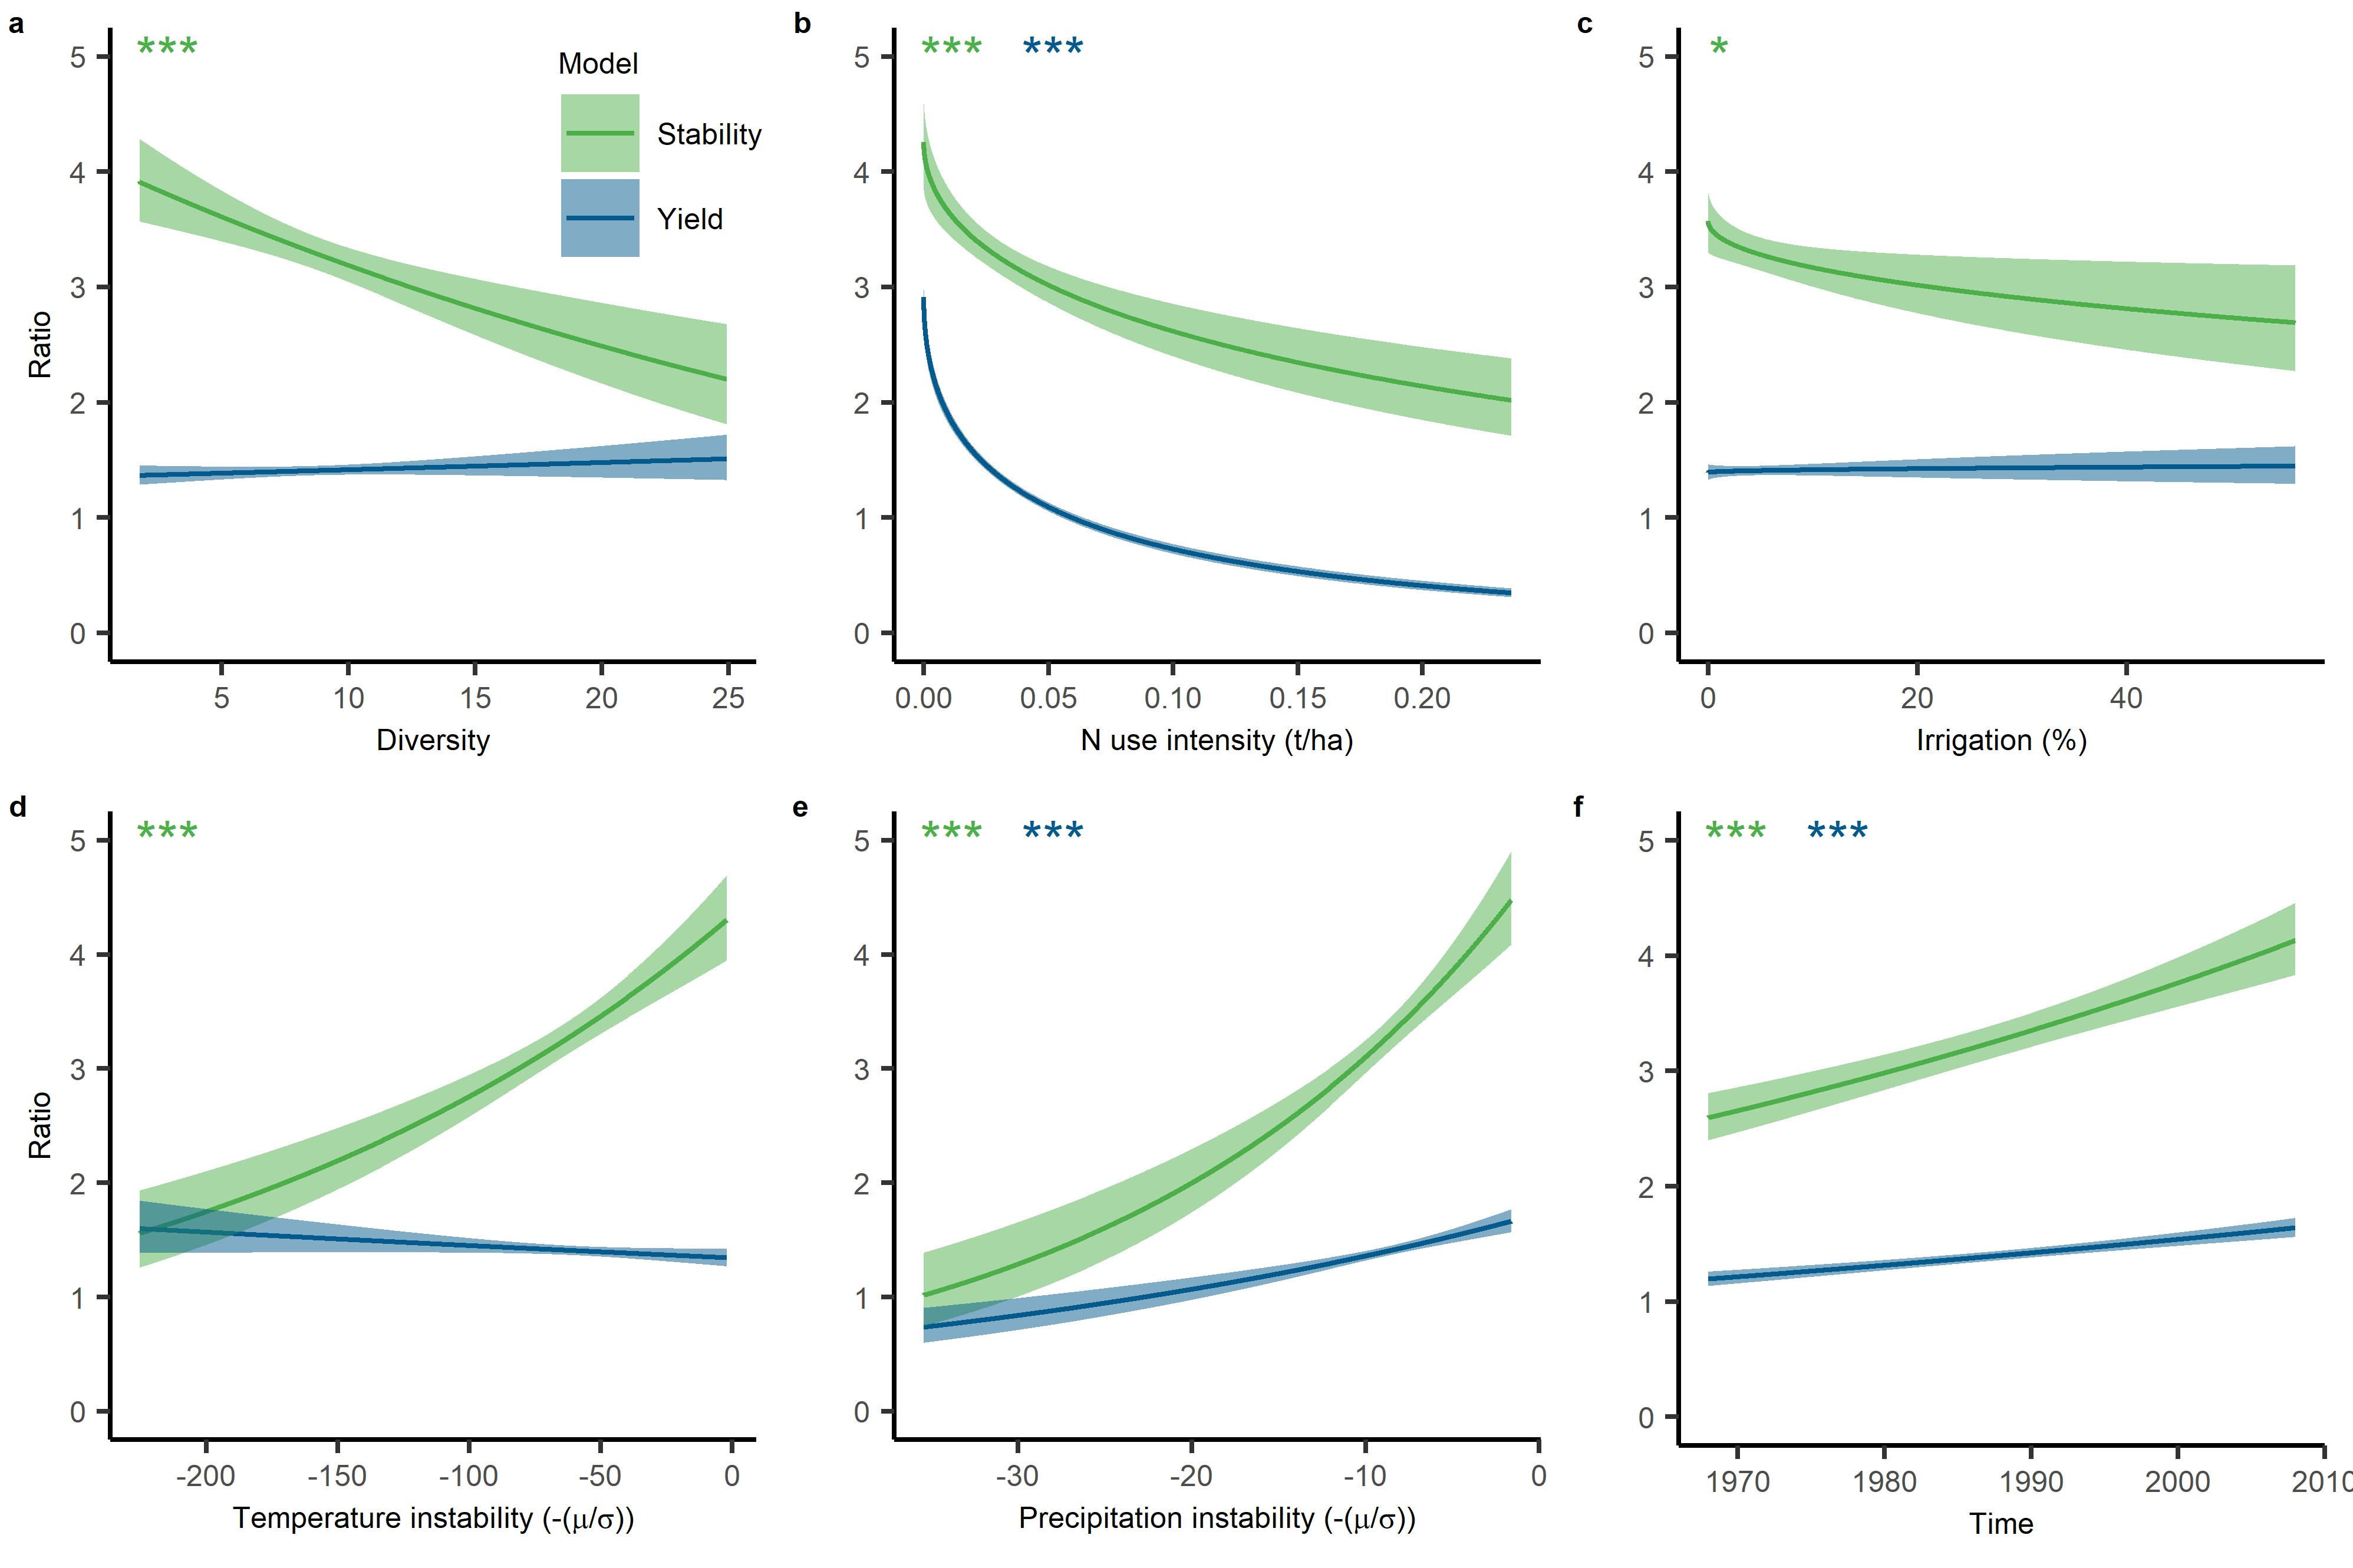 a
***
5
4
3
2
1
0
Ratio
Model
Stability
Yield
5 10 15 20 25
Diversity
b
*** ***
5
4
3
2
1
0
0.00 0.05 0.10 0.15 0.20
N use intensity (t/ha)
c
*
5
4
3
2
1
0
0 20 40
Irrigation (%)
d
***
5
4
3
2
1
0
Ratio
-200 -150 -100 -50 0
Temperature instability (-(μ/σ))
e
*** ***
5
4
3
2
1
0
-30 -20 -10 0
Precipitation instability (-(μ/σ))
f
*** ***
5
4
3
2
1
0
1970 1980 1990 2000 2010
Time